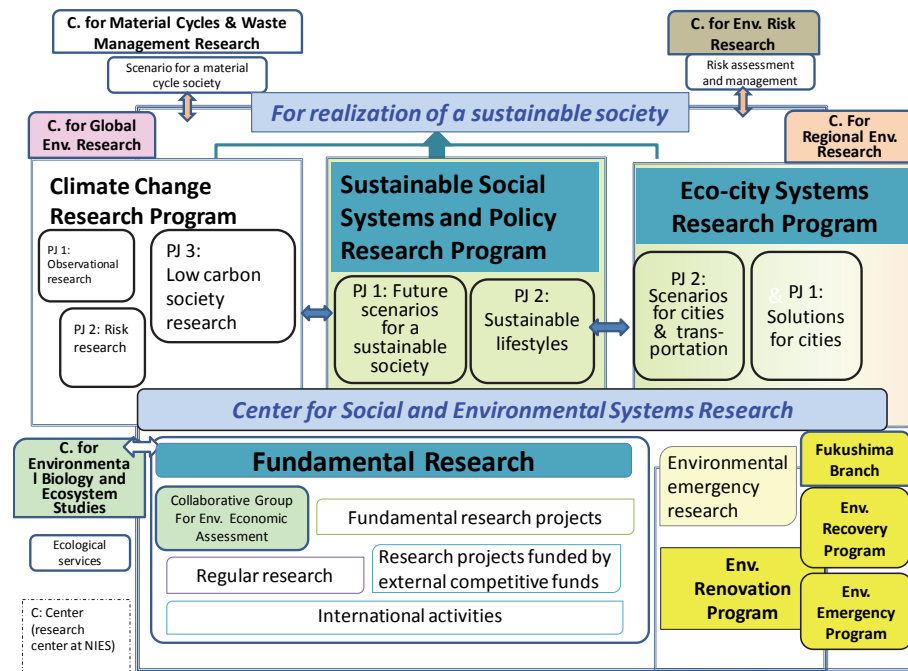 C. for Material Cycles & Waste
Management Research
Scenario for a material
cycle society
C. for Env. Risk
Research
Risk assessment
and management
For realization of a sustainable society
C. for Global
Env. Research
C. For
Regional Env.
Research
Climate Change
Research Program
PJ 1:
Observational
research
PJ 2: Risk
research
PJ 3:
Low carbon
society
research
Sustainable Social
Systems and Policy
Research Program
PJ 1: Future
scenarios
for a
sustainable
society
PJ 2:
Sustainable
lifestyles
Eco-city Systems
Research Program
PJ 2:
Scenarios
for cities
& trans-
portation
&
PJ 1:
Solutions
for cities
Center for Social and Environmental Systems Research
C. for
Environmenta
l Biology and
Ecosystem
Studies
Ecological
services
C: Center
(research
center at NIES)
Fundamental Research
Collaborative Group
For Env. Economic
Assessment
Fundamental research projects
Regular research
Research projects funded by
external competitive funds
International activities
Environmental
emergency
research
Env.
Renovation
Program
Fukushima
Branch
Env.
Recovery
Program
Env.
Emergency
Program